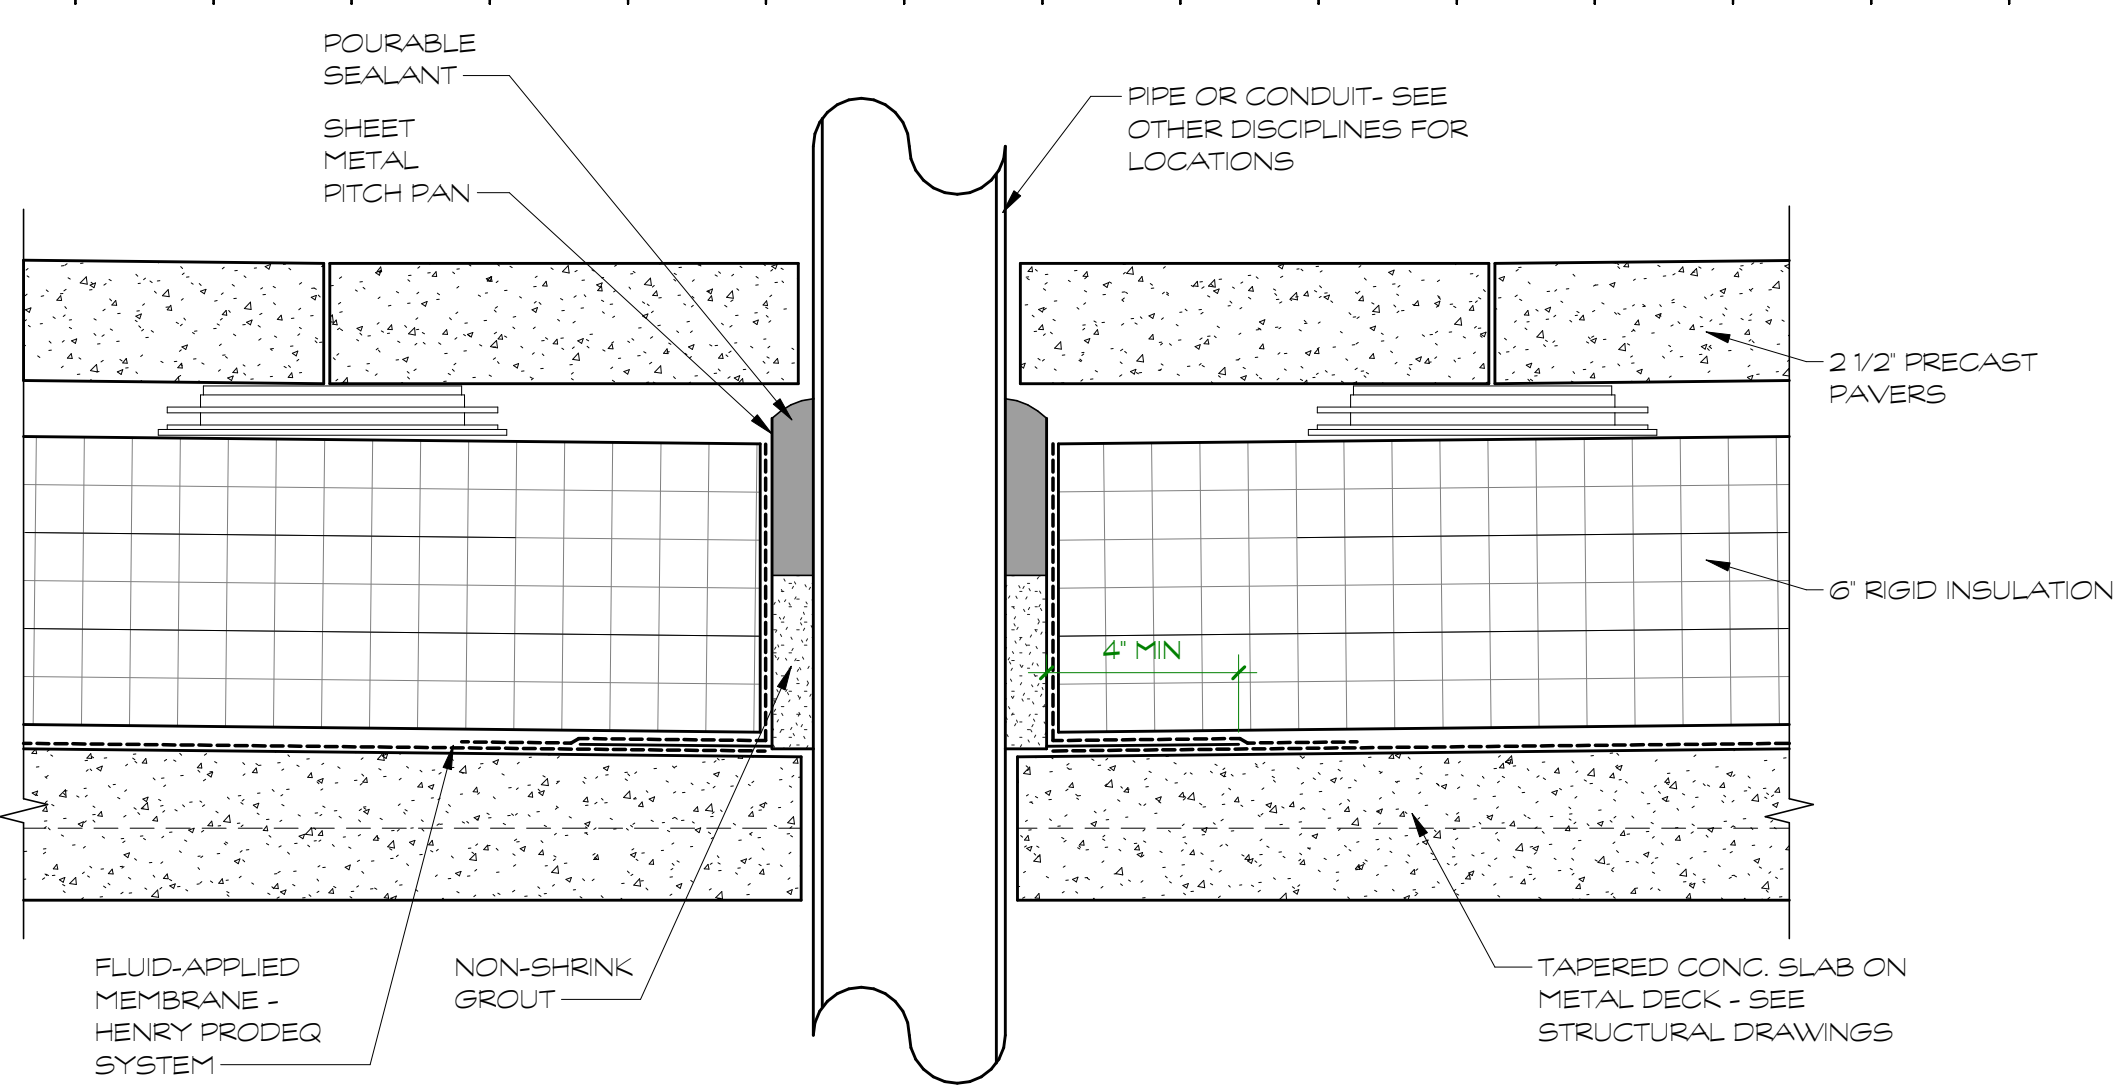 POURABLE
SEALANT
SHEET
METAL
PITCH PAN
PIPE OR CONDUIT- SEE
OTHER DISCIPLINES FOR
LOCATIONS
2 1/2" PRECAST
PAVERS
6" RIGID INSULATION
4" MIN
FLUID-APPLIED
MEMBRANE -
HENRY PRODEQ
SYSTEM
NON-SHRINK
GROUT
TAPERED CONC. SLAB ON
METAL DECK - SEE
STRUCTURAL DRAWINGS